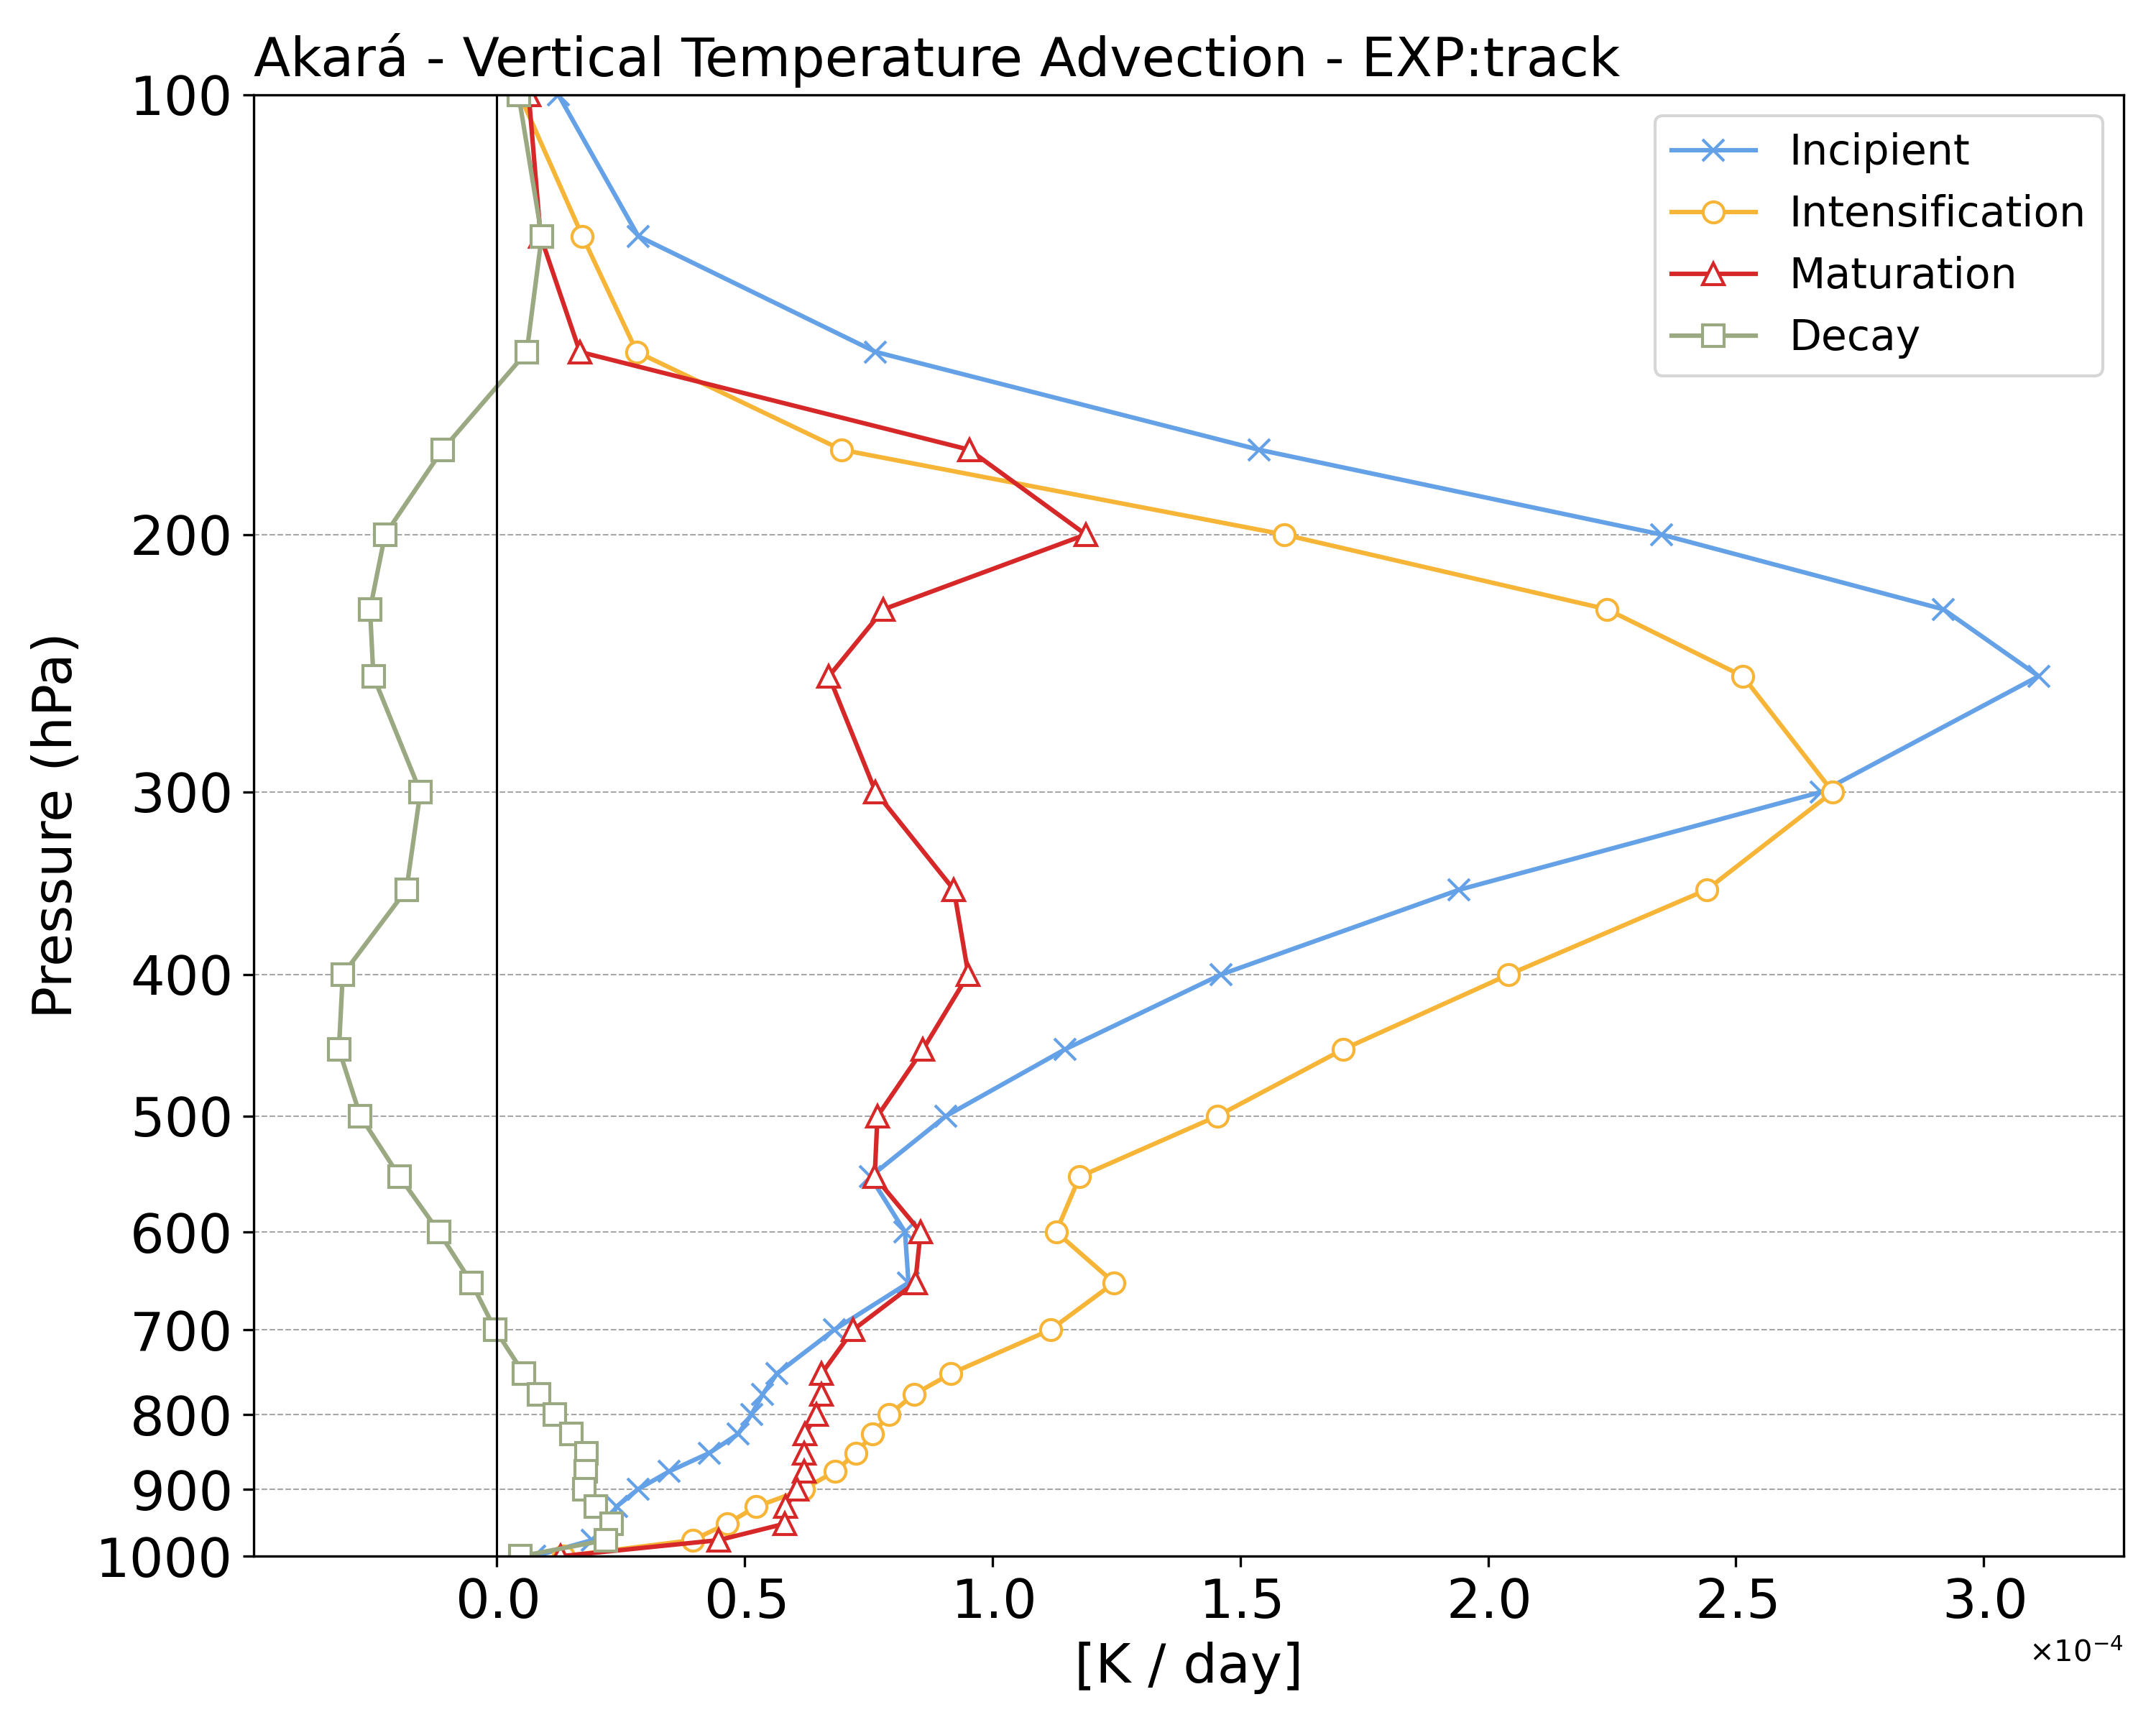 Akará - Vertical Temperature Advection - EXP:track
Incipient
Intensification
Maturation
Decay
Pressure (hPa)
100
200
300
400
500
600
700
800
900
1000
0.0 0.5 1.0 1.5 2.0 2.5 3.0
×10⁻⁴
[K / day]